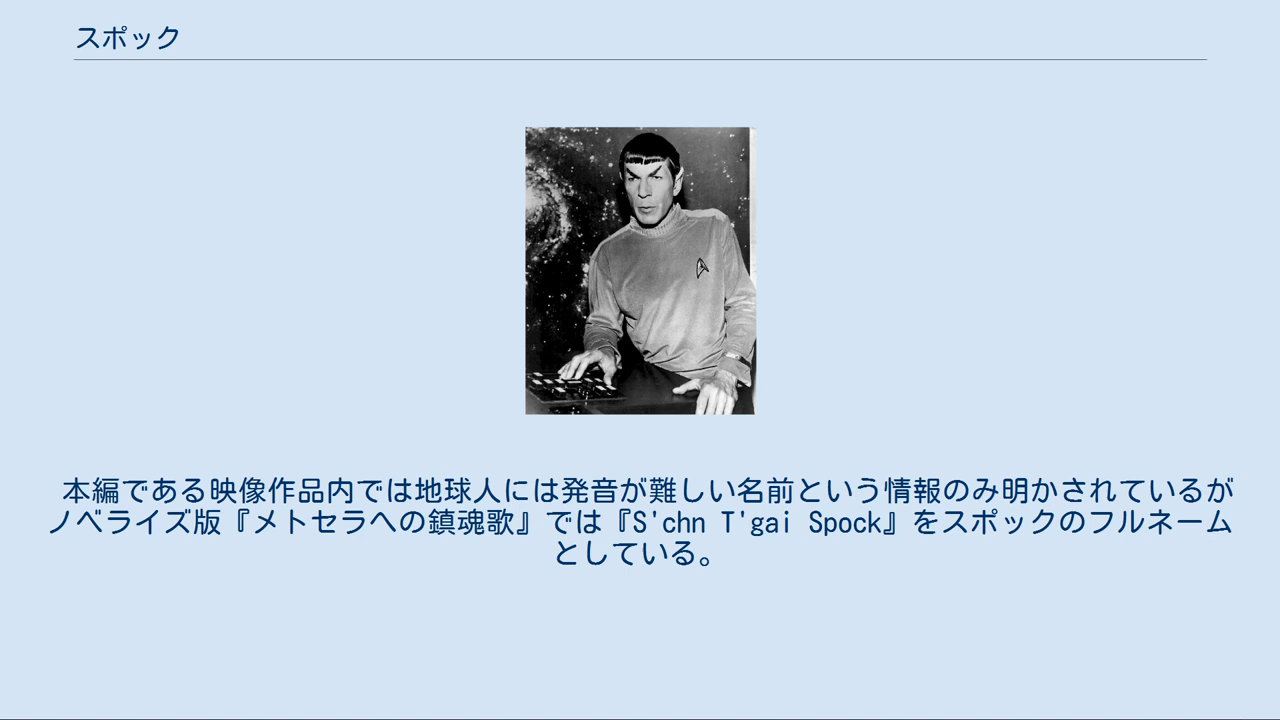 スポック
本編である映像作品内では地球人には発音が難しい名前という情報のみ明かされているが
ノベライズ版『メトセラへの鎮魂歌』では『S'chn T'gai Spock』をスポックのフルネーム
としている。